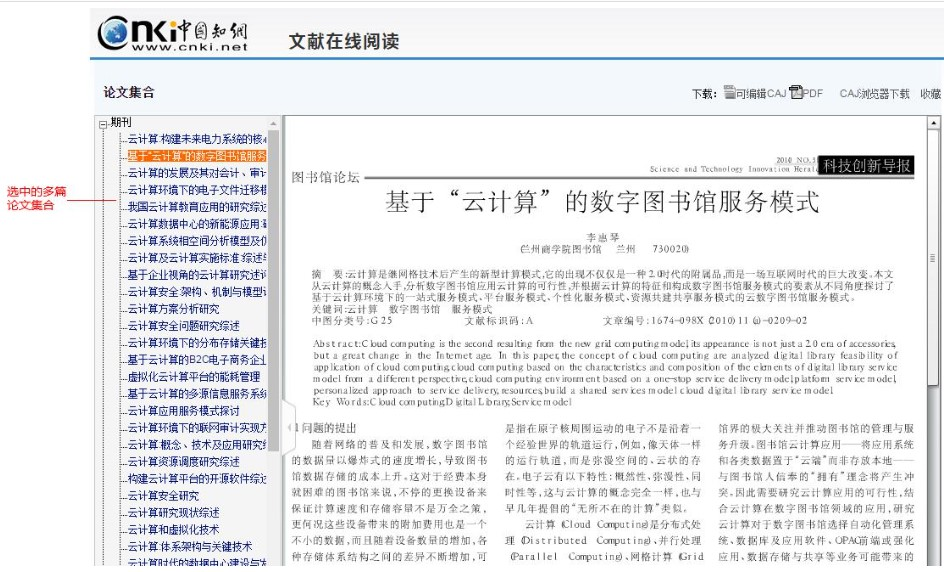 cnki中国知网
www.cnki.net
文献在线阅读
论文集合
下载: 可编辑CAJ PDF CAJ浏览器下载 收藏
选中的多篇
论文集合
期刊
云计算:构建未来电力系统的核
基于“云计算”的数字图书馆服务
云计算的发展及其对会计、审计
云计算环境下的电子文件迁移模
我国云计算教育应用的研究综述
云计算数据中心的新能源应用:
云计算系统相空间分析模型及仿
云计算及云计算实施标准:综述
基于企业视角的云计算研究述评
云计算安全:架构、机制与模型
云计算方案分析研究
云计算安全问题研究综述
云计算环境下的分布存储关键技
基于云计算的B2C电子商务企业
虚拟化云计算平台的能耗管理
基于云计算的多源信息服务系统
云计算应用服务模式探讨
云计算环境下的联网审计实现方
云计算:概念、技术及应用研究
云计算资源调度研究综述
构建云计算平台的开源软件综述
云计算安全研究
云计算研究现状综述
云计算和虚拟化技术
云计算:体系架构与关键技术
云计算时代的数据中心建设与发
图书馆论坛
2010 NO.
Science and Technology Innovation Herald
科技创新导报
基于“云计算”的数字图书馆服务模式
李惠琴
(兰州商学院图书馆 兰州 730020)
摘 要:云计算是继网格技术后产生的新型计算模式,它的出现不仅仅是一种2.0时代的附属品,而是一场互联网时代的巨大改变。本文
从云计算的概念入手,分析数字图书馆应用云计算的可行性,并根据云计算的特征和构成数字图书馆服务模式的要素从不同角度探讨了
基于云计算环境下的一站式服务模式、平台服务模式、个性化服务模式、资源共建共享服务模式的云数字图书馆服务模式。
关键词:云计算 数字图书馆 服务模式
中图分类号:G25 文献标识码:A 文章编号:1674-098X(2010)11(a)-0209-02
Abstract:Cloud computing is the second resulting from the new grid computing model,its appearance is not just a 2.0 era of accessories,
but a great change in the Internet age. In this paper,the concept of cloud computing are analyzed digital library feasibility of
application of cloud computing,cloud computing based on the characteristics and composition of the elements of digital library service
model from a different perspective,cloud computing environment based on a one-stop service delivery model,platform service model,
personalized approach to service delivery,resources,build a shared services model cloud digital library service model
Key Words:Cloud computing,Digital Library,Service model
1 问题的提出
随着网络的普及和发展,数字图书馆
的数据量以爆炸式的速度增长,导致图书
馆数据存储的成本上升。这对于经费本身
就困难的图书馆来说,不停的更换设备来
保证计算速度和存储容量不是万全之策,
更何况这些设备带来的附加费用也是一个
不小的数据,而且随着设备数量的增加,各
种存储体系结构之间的差异不断增加,可
是指在原子核周围运动的电子不是沿着一
个经验世界的轨道运行,例如,像天体一样
的运行轨道,而是弥漫空间的、云状的存
在。电子云有以下特性:概然性、弥漫性、同
时性等,这与云计算的概念完全一样,也与
早几年提倡的“无所不在的计算”类似。
云计算(Cloud Computing)是分布式处
理(Distributed Computing)、并行处理
(Parallel Computing)、网格计算(Grid
馆界的极大关注并推动图书馆的管理与服
务升级。图书馆云计算应用——将应用系统
和各类数据置于“云端”而非存放本地——
与图书馆人信奉的“拥有”理念将产生冲
突。因此需要研究云计算应用的可行性,结
合云计算在数字图书馆领域的应用,研究
云计算对于数字图书馆选择自动化管理系
统、数据库及应用软件、OPAC前端或强化
应用、数据存储与共享等业务可能带来的